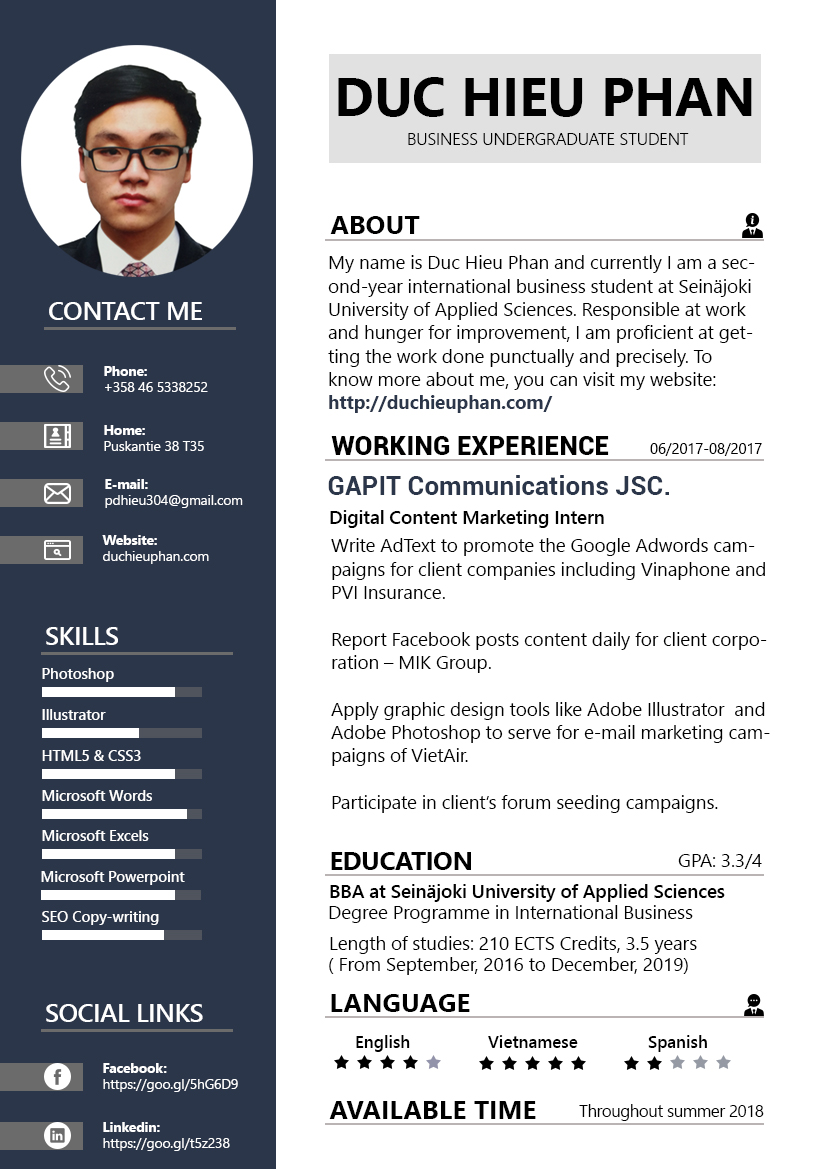 DUC HIEU PHAN
BUSINESS UNDERGRADUATE STUDENT
CONTACT ME
Phone:
+358 46 5338252
Home:
Puskantie 38 T35
E-mail:
pdhieu304@gmail.com
Website:
duchieuphan.com
SKILLS
Photoshop
Illustrator
HTML5 & CSS3
Microsoft Words
Microsoft Excels
Microsoft Powerpoint
SEO Copy-writing
SOCIAL LINKS
Facebook:
https://goo.gl/5hG6D9
Linkedin:
https://goo.gl/t5z238
ABOUT
My name is Duc Hieu Phan and currently I am a sec-
ond-year international business student at Seinäjoki
University of Applied Sciences. Responsible at work
and hunger for improvement, I am proficient at get-
ting the work done punctually and precisely. To
know more about me, you can visit my website:
http://duchieuphan.com/
WORKING EXPERIENCE 06/2017-08/2017
GAPIT Communications JSC.
Digital Content Marketing Intern
Write AdText to promote the Google Adwords cam-
paigns for client companies including Vinaphone and
PVI Insurance.
Report Facebook posts content daily for client corpo-
ration – MIK Group.
Apply graphic design tools like Adobe Illustrator  and
Adobe Photoshop to serve for e-mail marketing cam-
paigns of VietAir.
Participate in client’s forum seeding campaigns.
EDUCATION GPA: 3.3/4
BBA at Seinäjoki University of Applied Sciences
Degree Programme in International Business
Length of studies: 210 ECTS Credits, 3.5 years
( From September, 2016 to December, 2019)
LANGUAGE
English Vietnamese Spanish
AVAILABLE TIME Throughout summer 2018